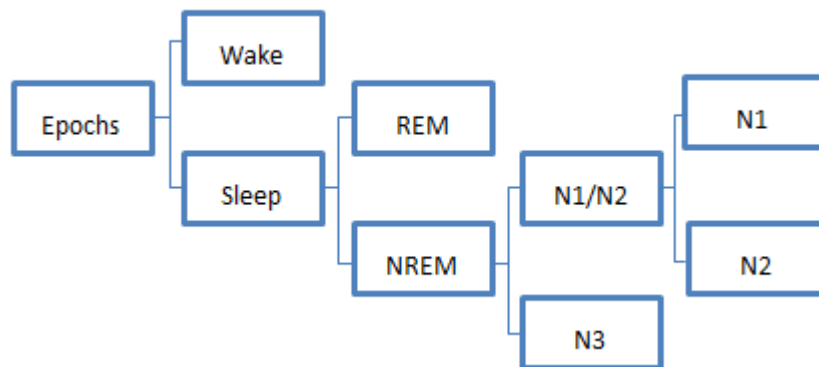 Epochs
Wake
Sleep
REM
NREM
N1/N2
N3
N1
N2